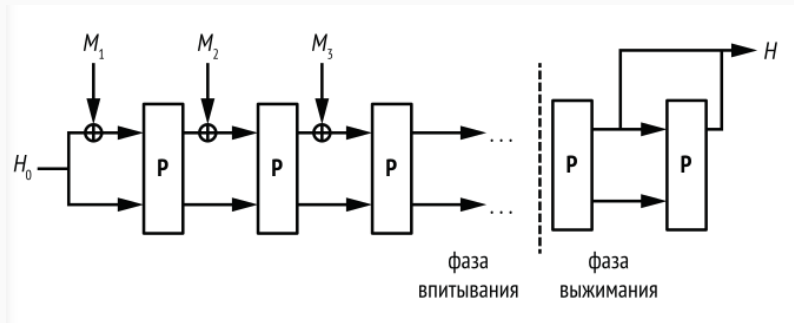 M₁ M₂ M₃
H
H₀
P P P ... P P
...
фаза впитывания
фаза выжимания